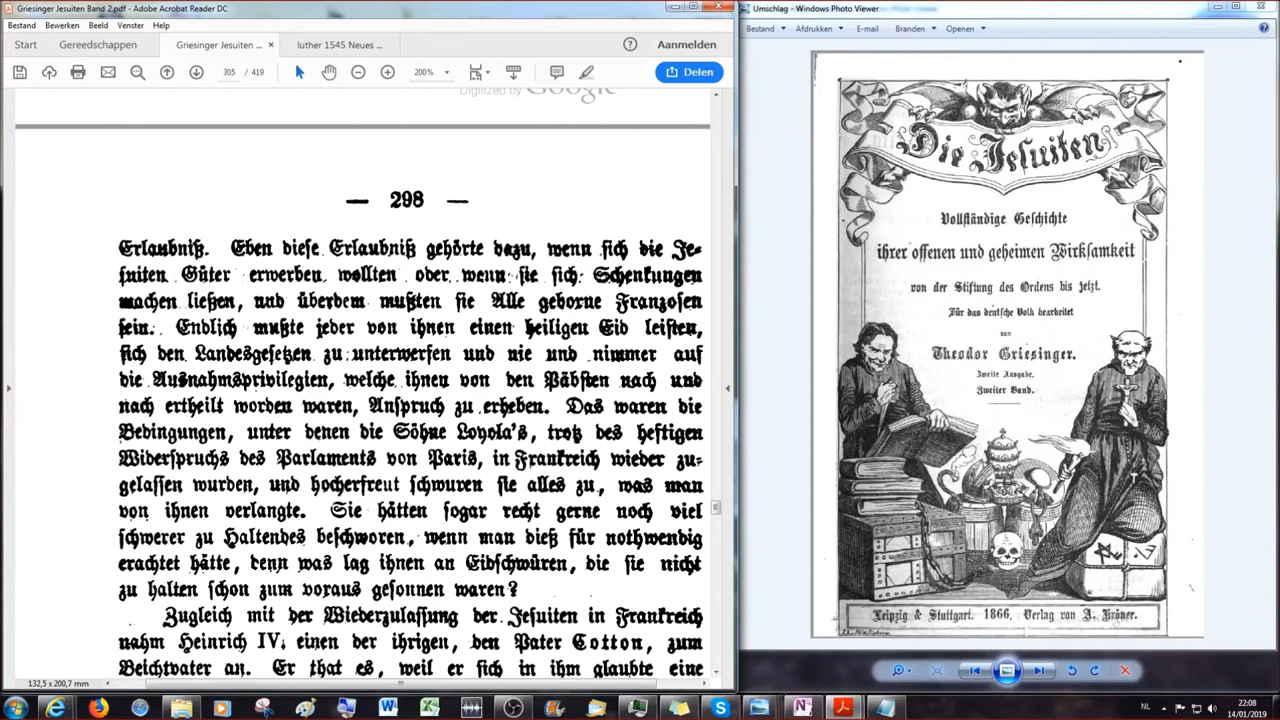 Griesinger Jesuiten Band 2.pdf - Adobe Acrobat Reader DC
Bestand Bewerken Beeld Venster Help
Start Gereedschappen Griesinger Jesuiten ... × luther 1545 Neues ... Aanmelden
305 / 419 200% Delen
Digitized by Google
— 298 —
Erlaubniß. Eben diese Erlaubniß gehörte dazu, wenn sich die Je-
suiten Güter erwerben wollten oder wenn sie sich Schenkungen
machen ließen, und überdem mußten sie Alle geborne Franzosen
sein. Endlich mußte jeder von ihnen einen heiligen Eid leisten,
sich den Landesgesetzen zu unterwerfen und nie und nimmer auf
die Ausnahmsprivilegien, welche ihnen von den Päbsten nach und
nach ertheilt worden waren, Anspruch zu erheben. Das waren die
Bedingungen, unter denen die Söhne Loyola's, trotz des heftigen
Widerspruchs des Parlaments von Paris, in Frankreich wieder zu-
gelassen wurden, und hocherfreut schwuren sie alles zu, was man
von ihnen verlangte. Sie hätten sogar recht gerne noch viel
schwerer zu Haltendes beschworen, wenn man dieß für nothwendig
erachtet hätte, denn was lag ihnen an Eidschwüren, die sie nicht
zu halten schon zum voraus gesonnen waren?
Zugleich mit der Wiederzulassung der Jesuiten in Frankreich
nahm Heinrich IV. einen der ihrigen, den Pater Cotton, zum
Beichtvater an. Er that es, weil er sich in ihm glaubte eine
132,5 x 200,7 mm
Umschlag - Windows Photo Viewer
Bestand Afdrukken E-mail Branden Openen
Die Jesuiten
Vollständige Geschichte
ihrer offenen und geheimen Wirksamkeit
von der Stiftung des Ordens bis jetzt.
Für das deutsche Volk bearbeitet
von
Theodor Griesinger.
Zweite Ausgabe.
Zweiter Band.
Leipzig & Stuttgart. 1866. Verlag von A. Kröner.
NL 22:08
14/01/2019